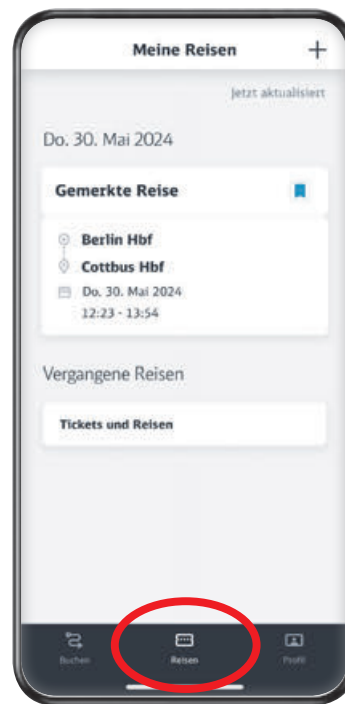 Meine Reisen
Jetzt aktualisiert
Do. 30. Mai 2024
Gemerkte Reise
Berlin Hbf
Cottbus Hbf
Do. 30. Mai 2024
12:23 - 13:54
Vergangene Reisen
Tickets und Reisen
Buchen Reisen Profil